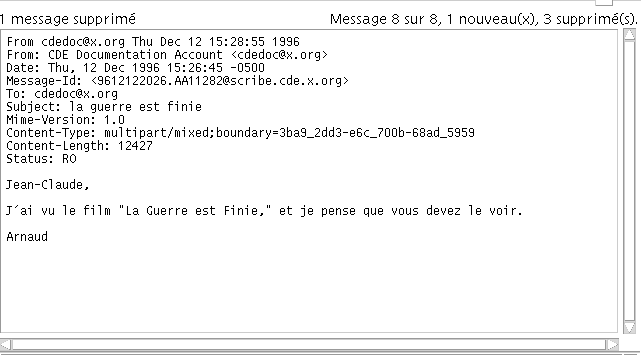 1 message supprimé
Message 8 sur 8, 1 nouveau(x), 3 supprimé(s).
From cdedoc@x.org Thu Dec 12 15:28:55 1996
From: CDE Documentation Account <cdedoc@x.org>
Date: Thu, 12 Dec 1996 15:26:45 -0500
Message-Id: <9612122026.AA11282@scribe.cde.x.org>
To: cdedoc@x.org
Subject: la guerre est finie
Mime-Version: 1.0
Content-Type: multipart/mixed;boundary=3ba9_2dd3-e6c_700b-68ad_5959
Content-Length: 12427
Status: RO
Jean-Claude,
J´ai vu le film "La Guerre est Finie," et je pense que vous devez le voir.
Arnaud